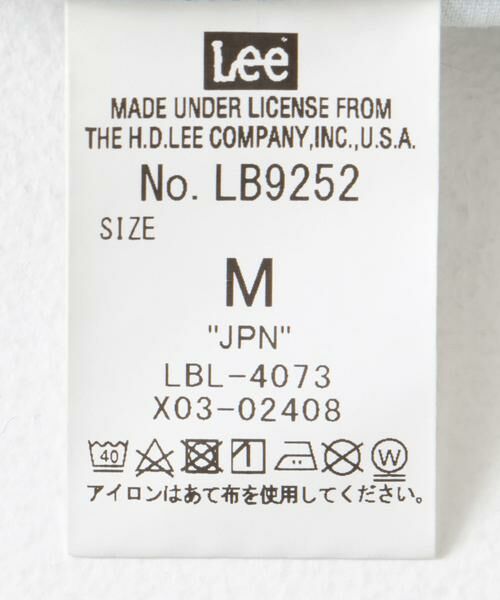 Lee
MADE UNDER LICENSE FROM
THE H.D.LEE COMPANY,INC.,U.S.A.
No. LB9252
SIZE
M
"JPN"
LBL-4073
X03-02408
40 W
アイロンはあて布を使用してください。